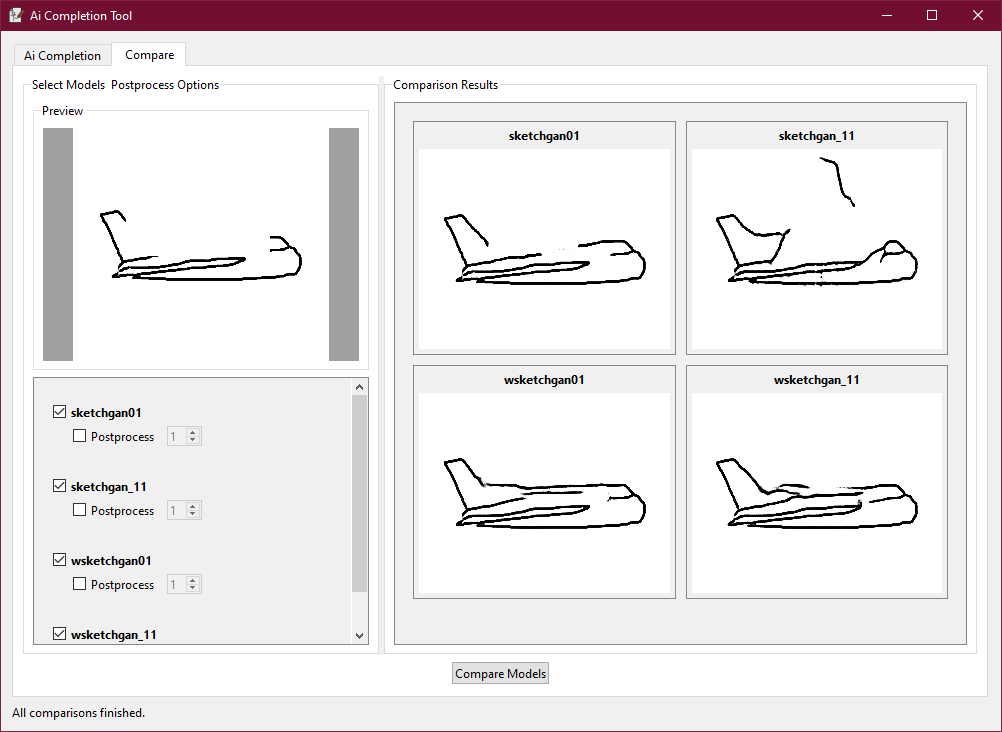 Ai Completion Tool
Ai Completion
Compare
Select Models Postprocess Options
Preview
sketchgan01
Postprocess 1
sketchgan_11
Postprocess 1
wsketchgan01
Postprocess 1
wsketchgan_11
Comparison Results
sketchgan01
sketchgan_11
wsketchgan01
wsketchgan_11
Compare Models
All comparisons finished.